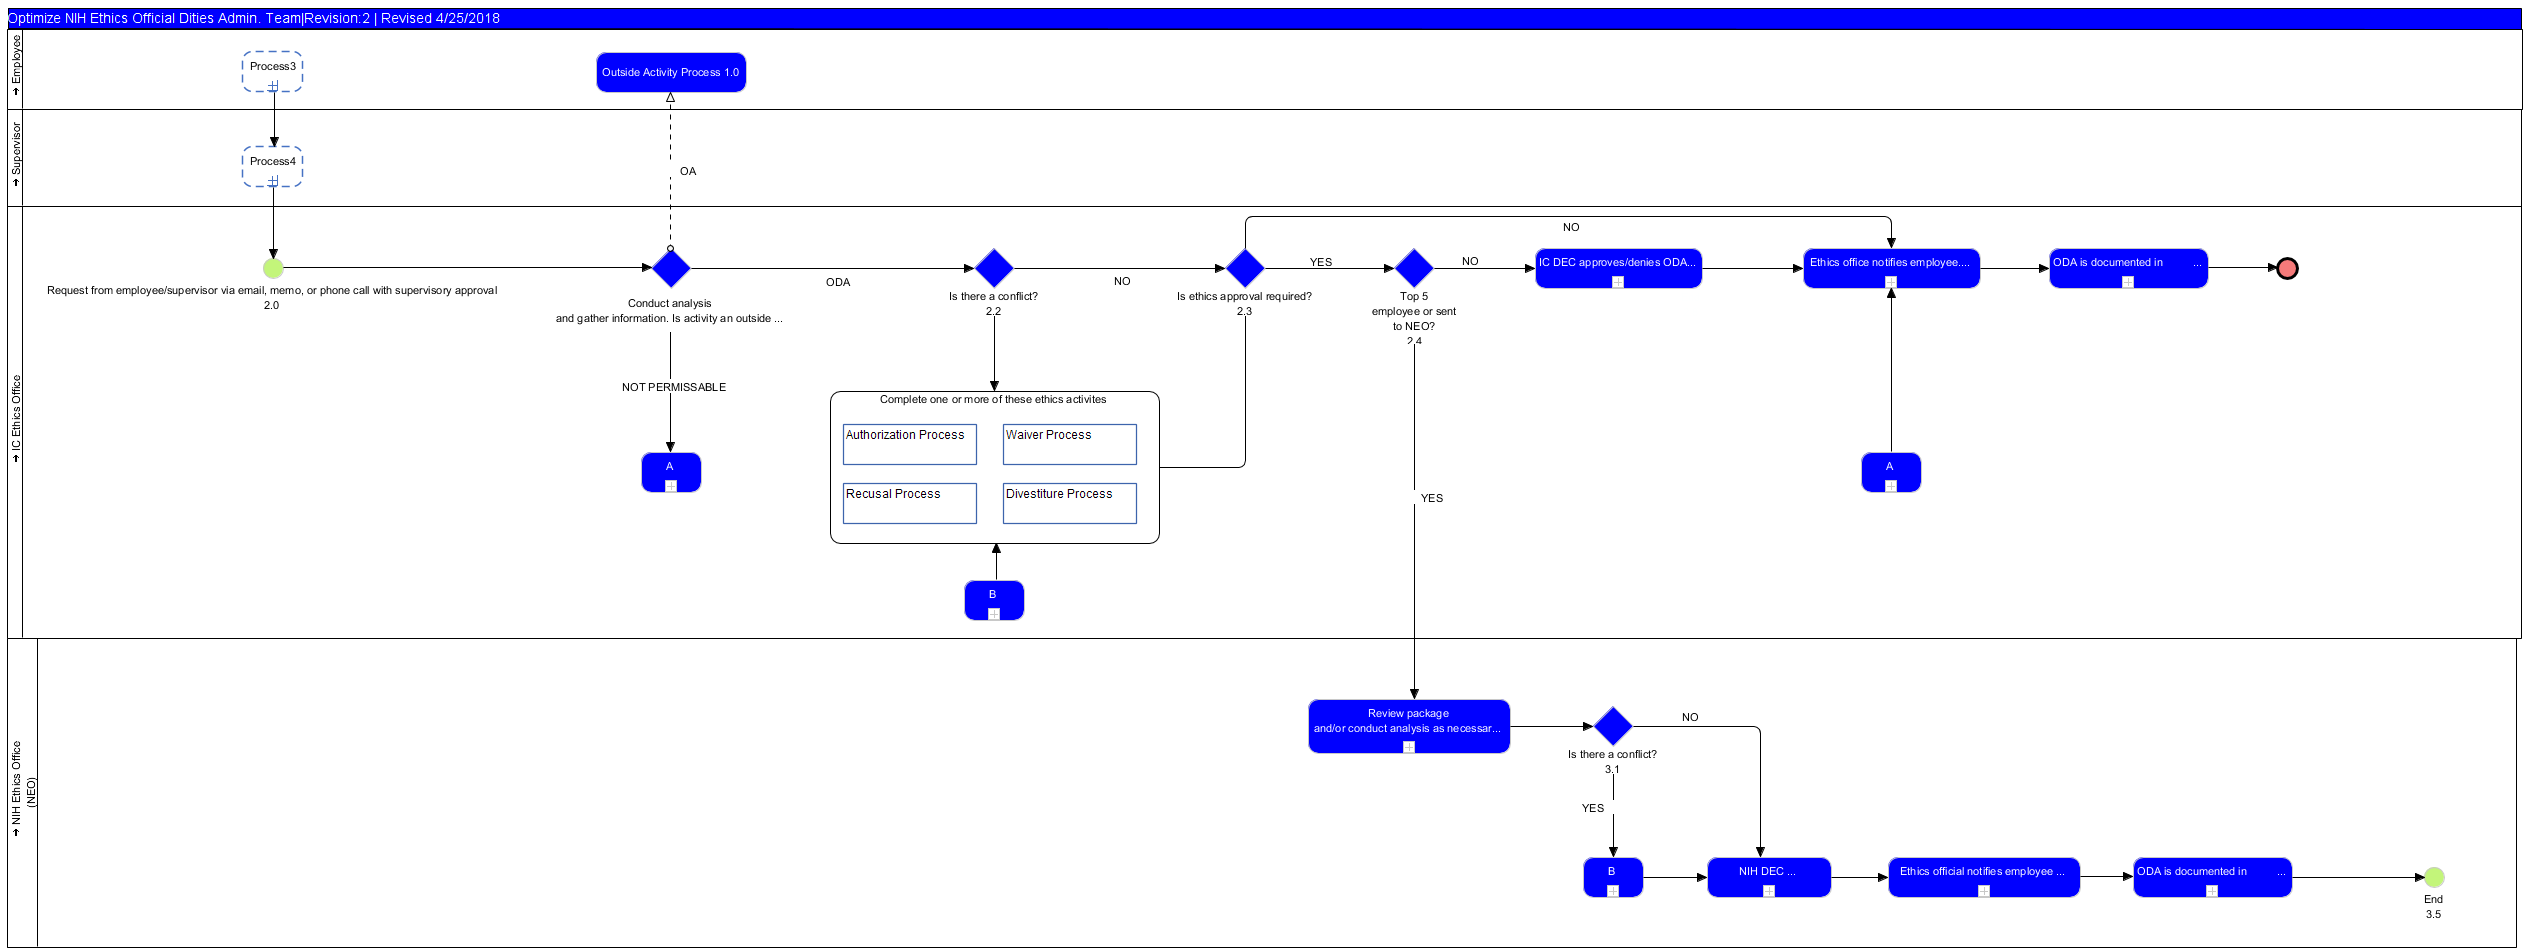 Optimize NIH Ethics Official Dities Admin. Team|Revision:2 | Revised 4/25/2018
Employee
Process3
Outside Activity Process 1.0
Supervisor
Process4
OA
IC Ethics Office
Request from employee/supervisor via email, memo, or phone call with supervisory approval
2.0
Conduct analysis
and gather information. Is activity an outside ...
ODA
NOT PERMISSABLE
A
Is there a conflict?
2.2
NO
Complete one or more of these ethics activites
Authorization Process
Waiver Process
Recusal Process
Divestiture Process
B
Is ethics approval required?
2.3
YES
NO
Top 5
employee or sent
to NEO?
2.4
NO
YES
IC DEC approves/denies ODA...
Ethics office notifies employee....
A
ODA is documented in ...
NIH Ethics Office
(NEO)
Review package
and/or conduct analysis as necessar...
Is there a conflict?
3.1
NO
YES
B
NIH DEC ...
Ethics official notifies employee ...
ODA is documented in ...
End
3.5